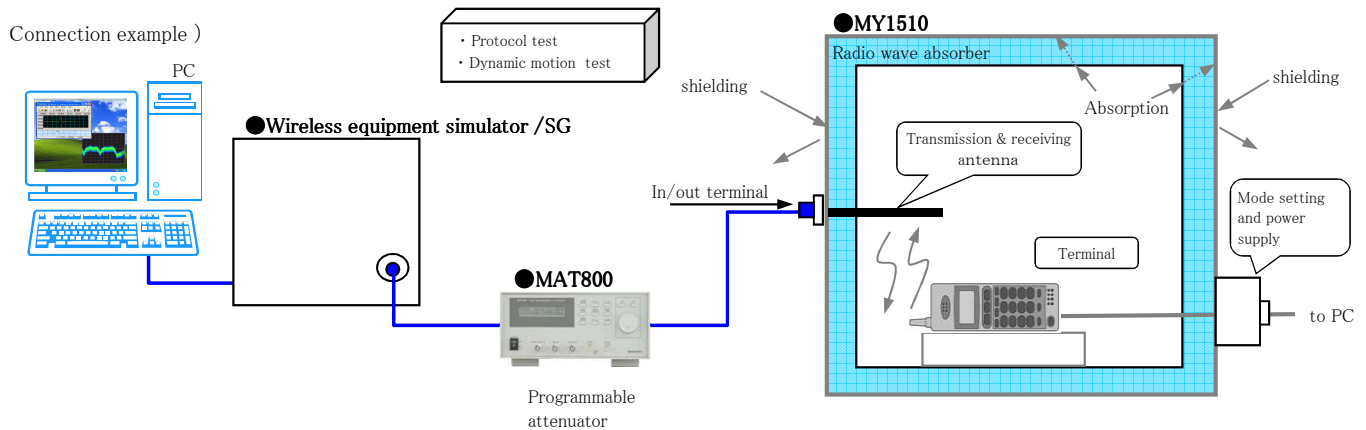 Connection example )
PC
・Protocol test
・Dynamic motion test
●Wireless equipment simulator /SG
●MAT800
Programmable
attenuator
In/out terminal
●MY1510
Radio wave absorber
shielding
Absorption
shielding
Transmission & receiving
antenna
Terminal
Mode setting
and power
supply
to PC